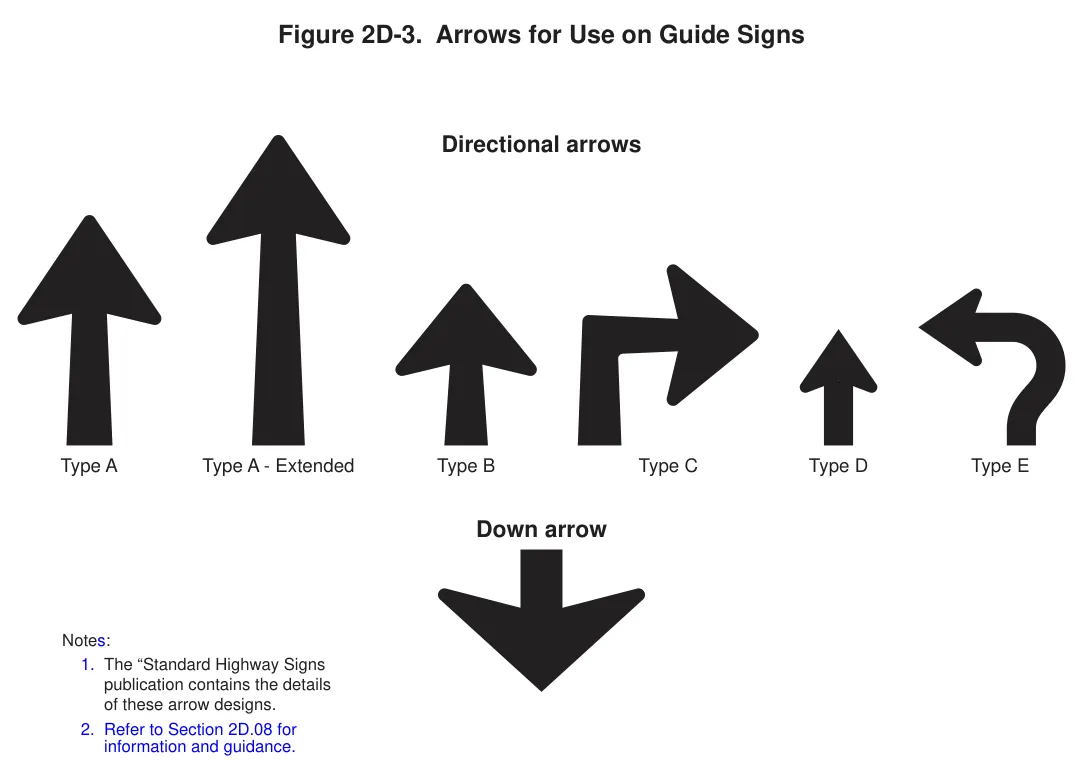 Figure 2D-3.  Arrows for Use on Guide Signs
Directional arrows
Type A
Type A - Extended
Type B
Type C
Type D
Type E
Down arrow
Notes:
1. The “Standard Highway Signs
publication contains the details
of these arrow designs.
2. Refer to Section 2D.08 for
information and guidance.